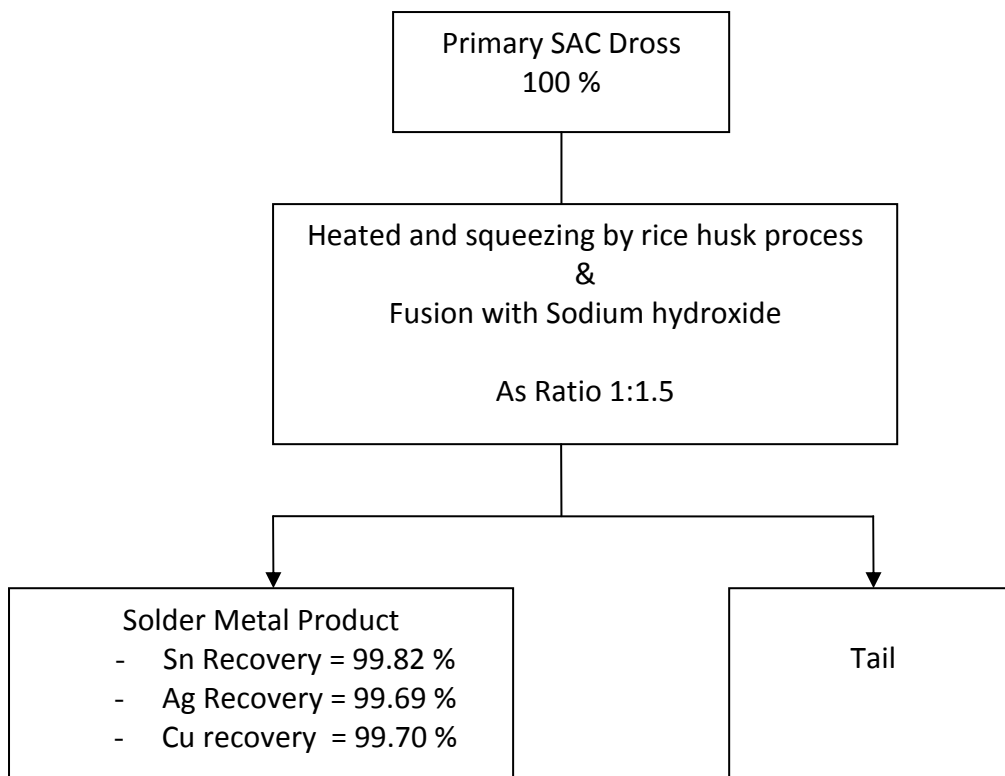 Primary SAC Dross
100 %
Heated and squeezing by rice husk process
&
Fusion with Sodium hydroxide
As Ratio 1:1.5
Solder Metal Product
- Sn Recovery = 99.82 %
- Ag Recovery = 99.69 %
- Cu recovery = 99.70 %
Tail